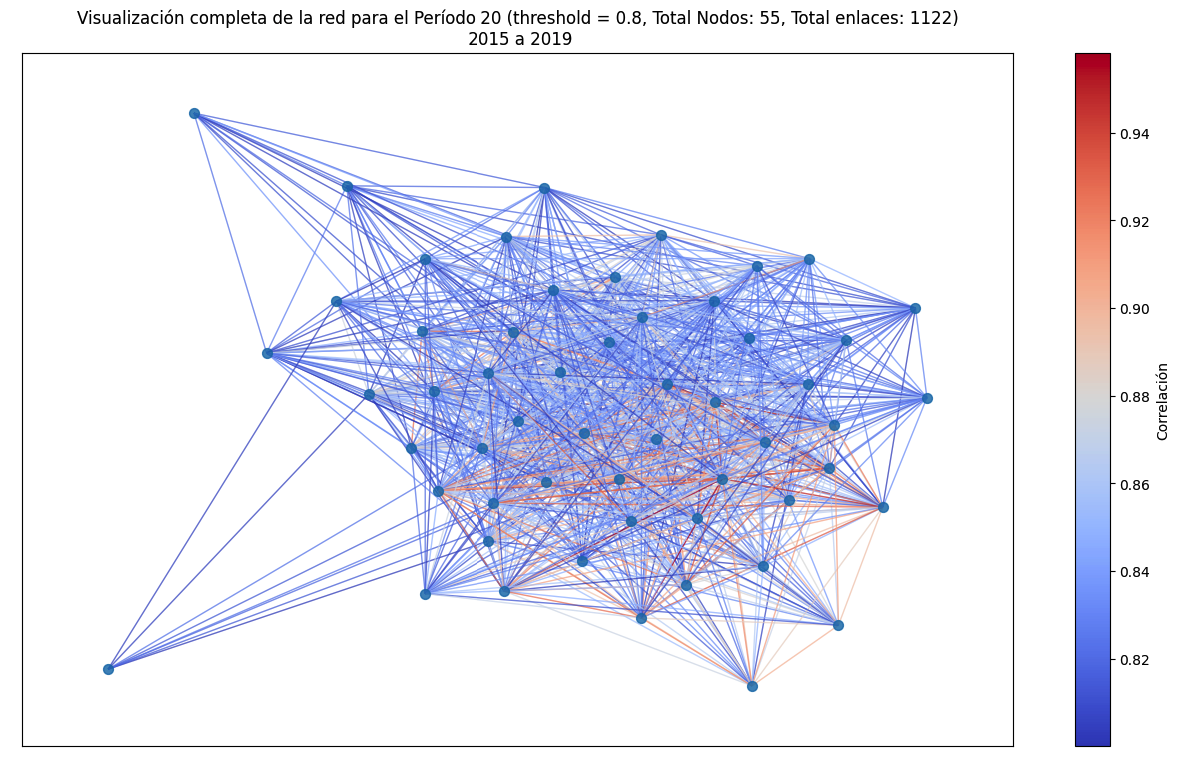 Visualización completa de la red para el Período 20 (threshold = 0.8, Total Nodos: 55, Total enlaces: 1122)
2015 a 2019
0.94
0.92
0.90
0.88
0.86
0.84
0.82
Correlación